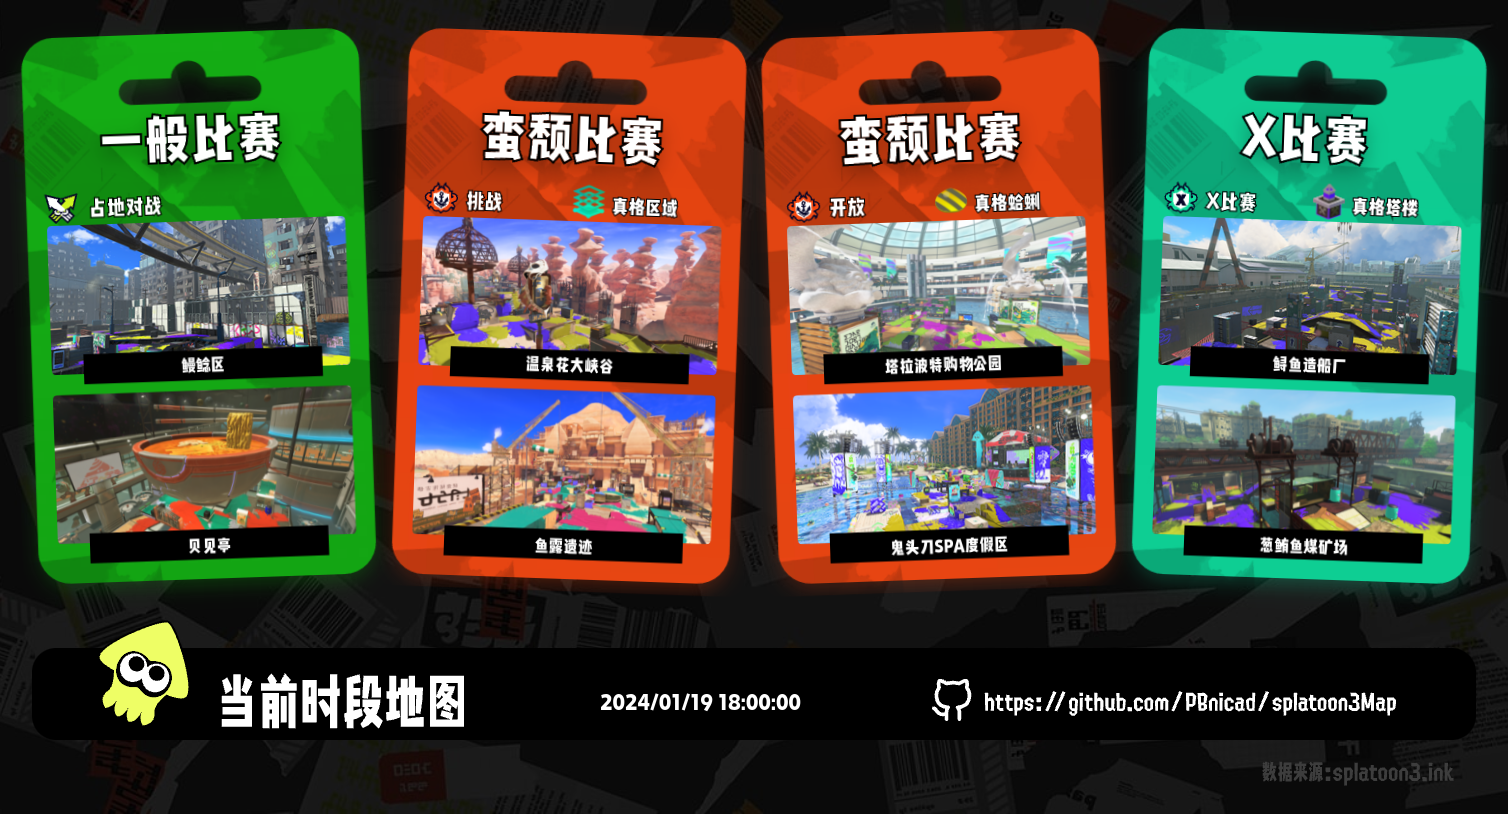 一般比赛
占地对战
鳗鲶区
贝见亭
蛮颓比赛
挑战
真格区域
温泉花大峡谷
鱼露遗迹
蛮颓比赛
开放
真格蛤蜊
塔拉波特购物公园
鬼头刀SPA度假区
X比赛
X比赛
真格塔楼
鲟鱼造船厂
葱鲔鱼煤矿场
当前时段地图
2024/01/19 18:00:00
https://github.com/PBnicad/splatoon3Map
数据来源:splatoon3.ink